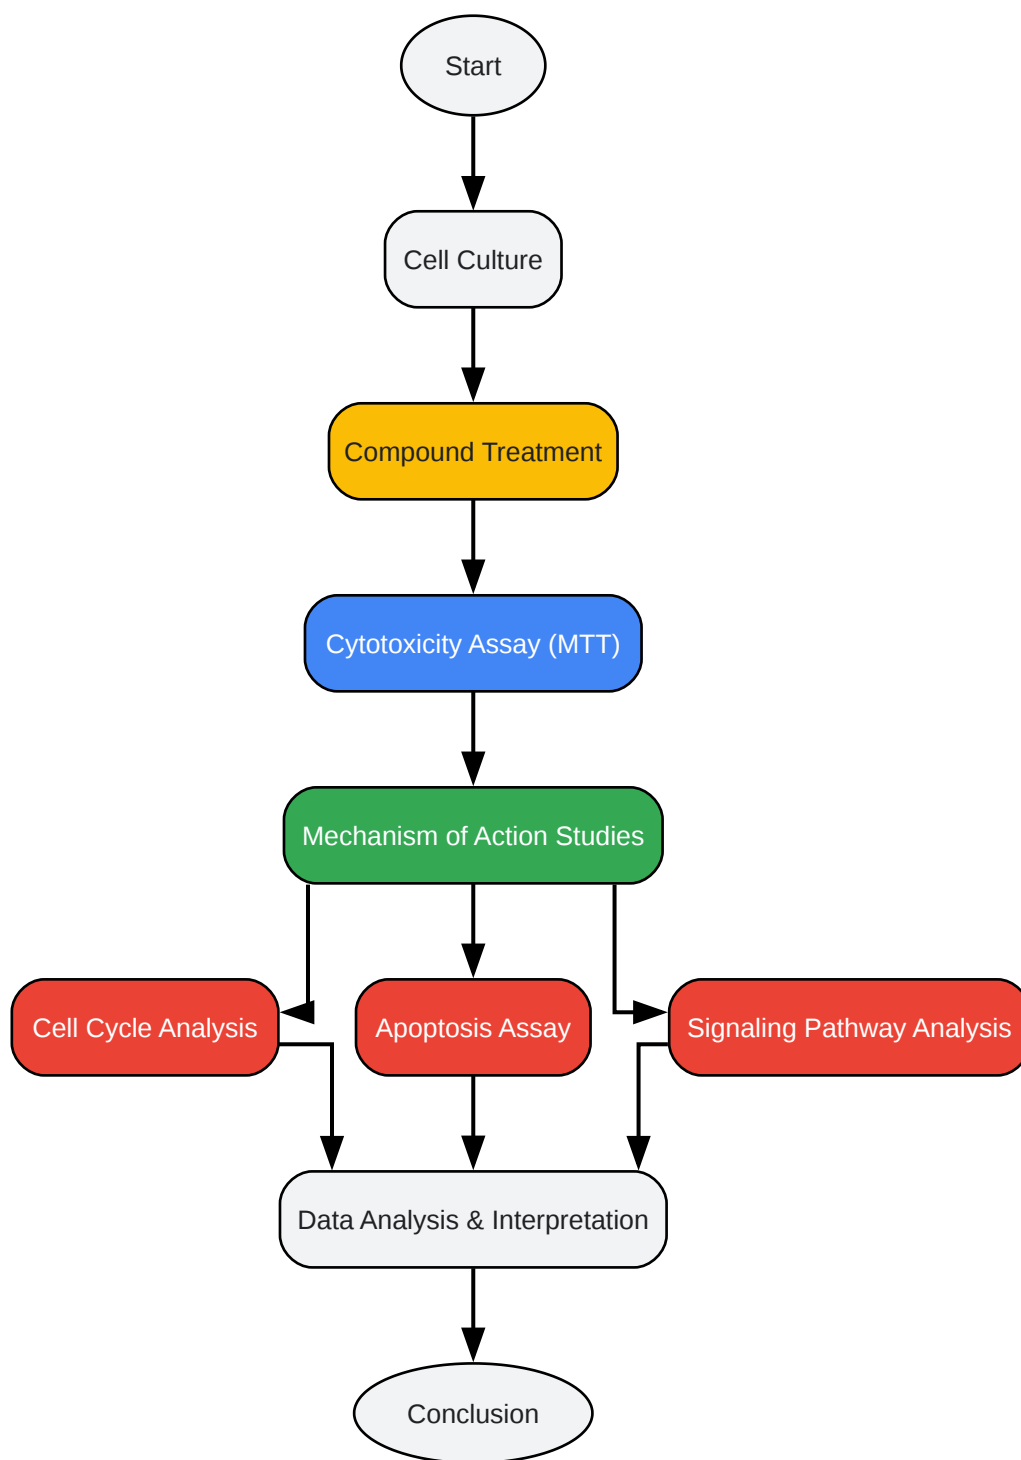 Start
Cell Culture
Compound Treatment
Cytotoxicity Assay (MTT)
Mechanism of Action Studies
Cell Cycle Analysis
Apoptosis Assay
Signaling Pathway Analysis
Data Analysis & Interpretation
Conclusion